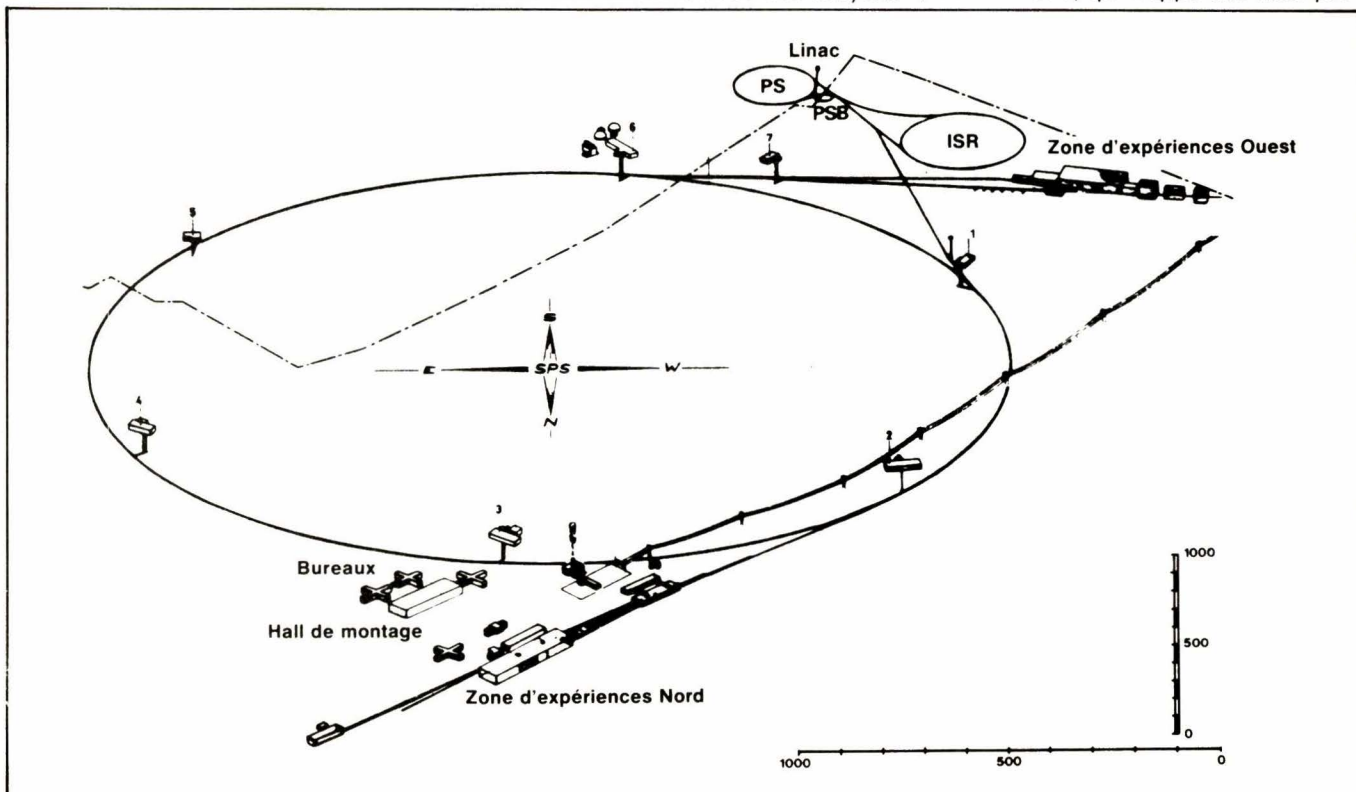 Linac
PS
PSB
ISR
Zone d'expériences Ouest
6
7
5
1
S
E SPS W
N
4
2
3
Bureaux
Hall de montage
Zone d'expériences Nord
1000
500
0
1000 500 0